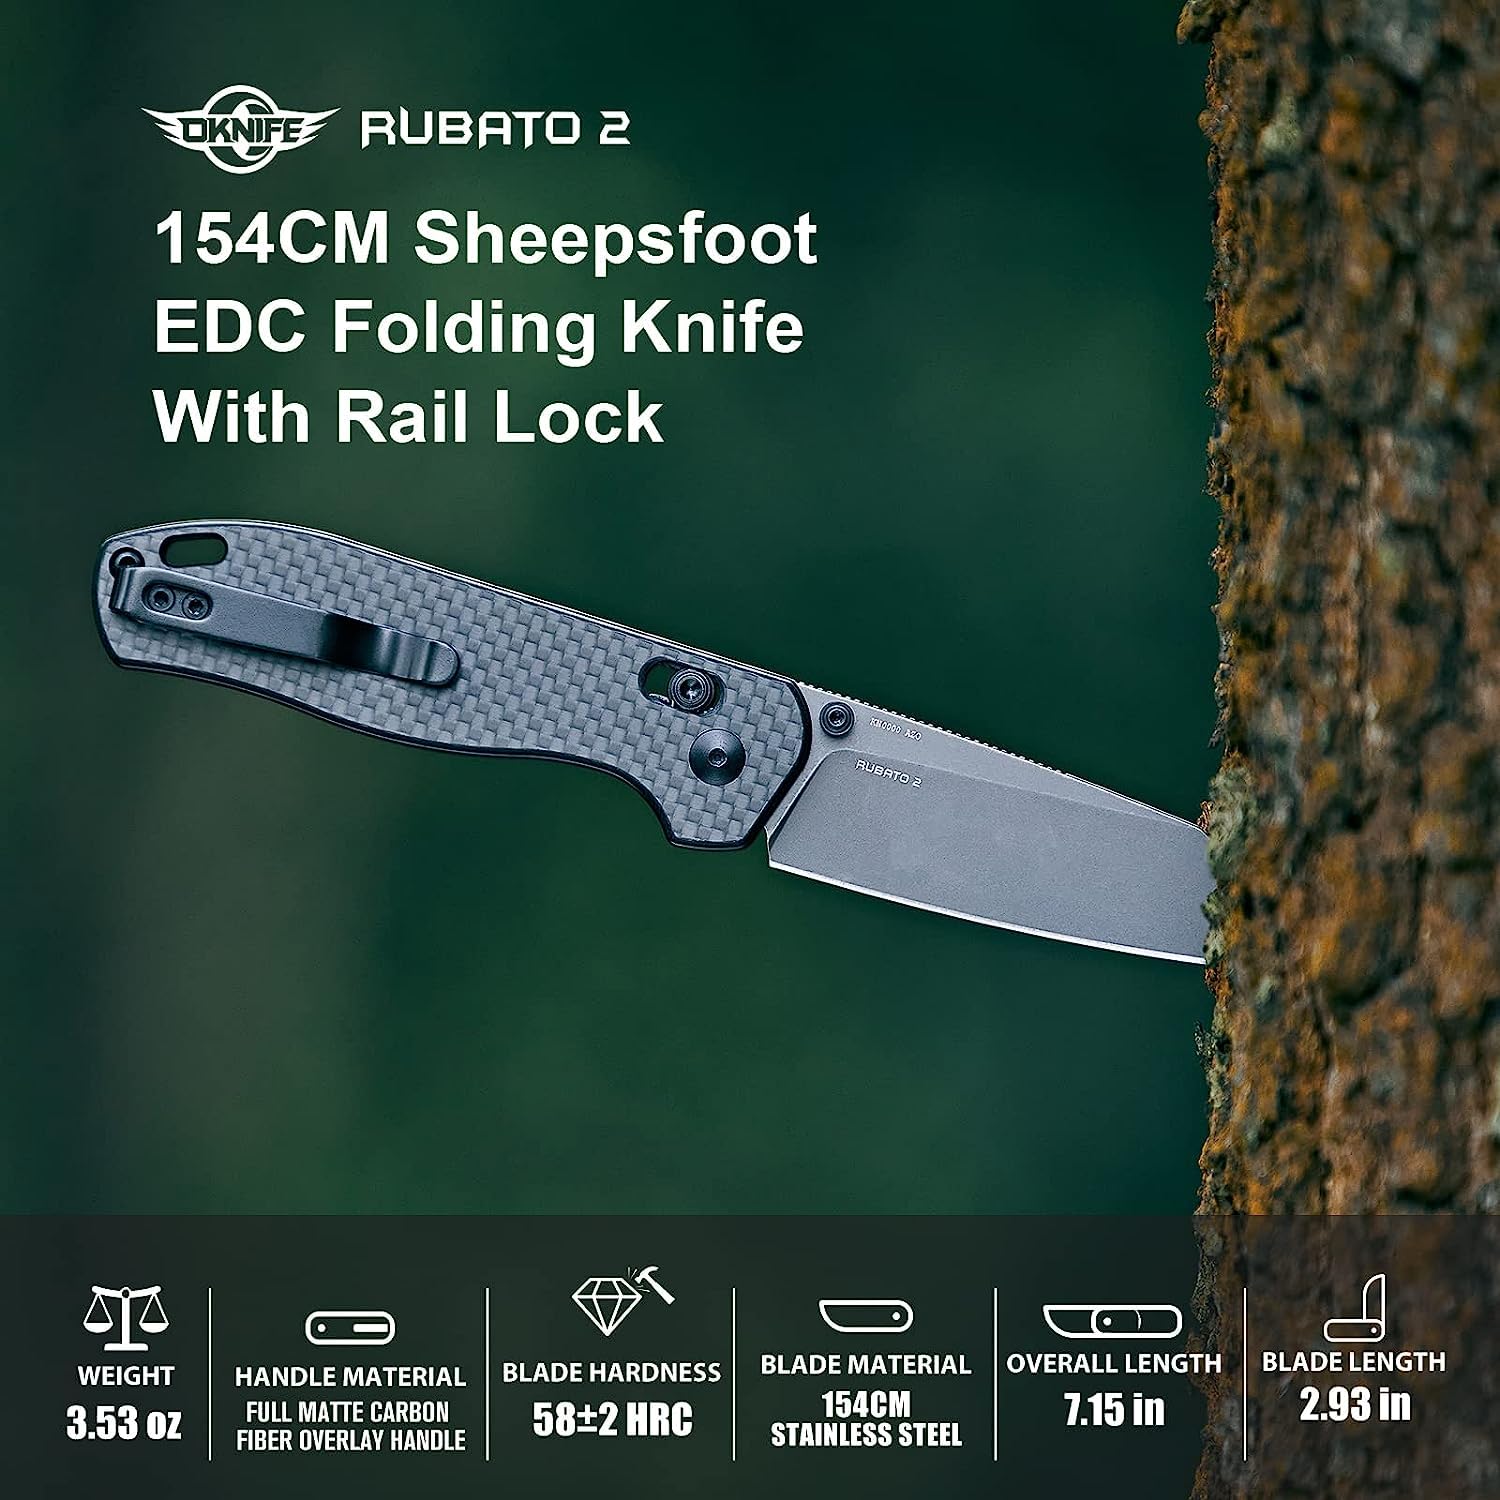 OKNIFE RUBATO 2
154CM Sheepsfoot
EDC Folding Knife
With Rail Lock
KN0000 A20
RUBATO 2
WEIGHT
3.53 oz
HANDLE MATERIAL
FULL MATTE CARBON
FIBER OVERLAY HANDLE
BLADE HARDNESS
58±2 HRC
BLADE MATERIAL
154CM
STAINLESS STEEL
OVERALL LENGTH
7.15 in
BLADE LENGTH
2.93 in